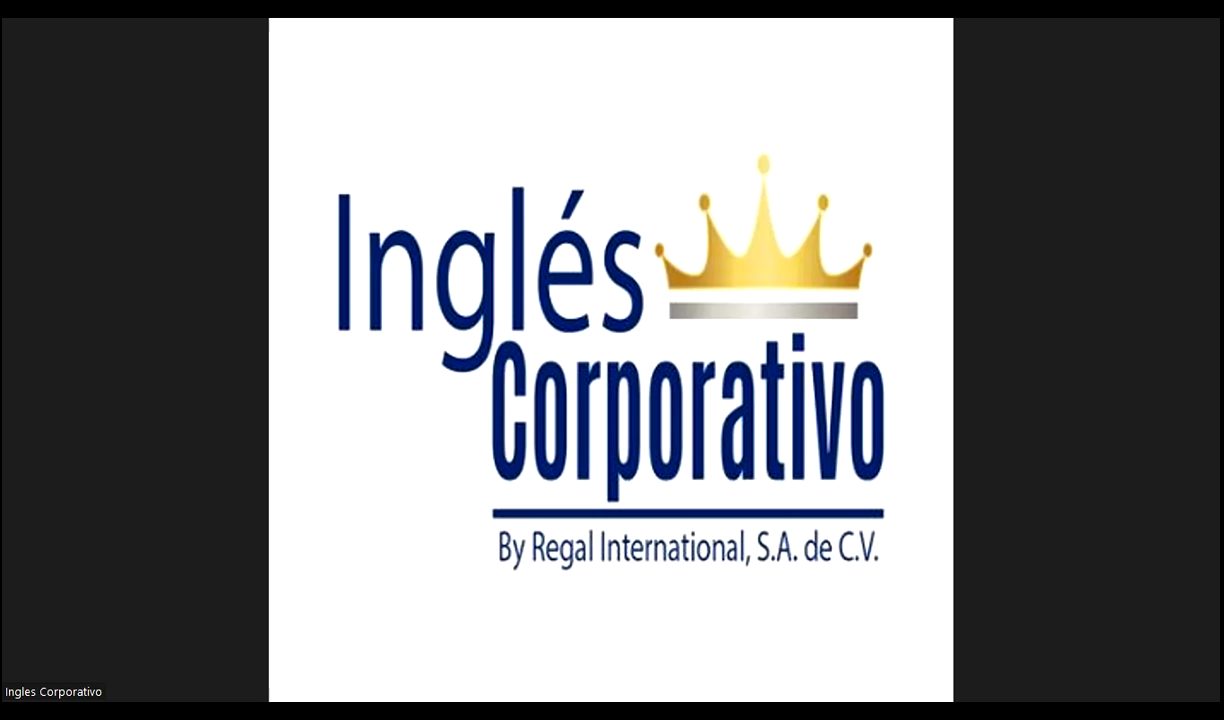 Inglés
Corporativo
By Regal International, S.A. de C.V.
Ingles Corporativo